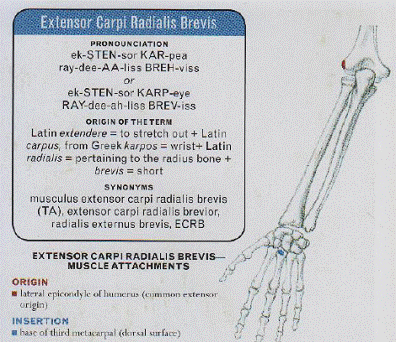 Extensor Carpi Radialis Brevis
PRONOUNCIATION
ek-STEN-sor KAR-pea
ray-dee-AA-liss BREH-viss
or
ek-STEN-sor KARP-eye
RAY-dee-ah-liss BREV-iss
ORIGIN OF THE TERM
Latin extendere = to stretch out + Latin
carpus, from Greek karpos = wrist+ Latin
radialis = pertaining to the radius bone +
brevis = short
SYNONYMS
musculus extensor carpi radialis brevis
(TA), extensor carpi radialis brevior,
radialis externus brevis, ECRB
EXTENSOR CARPI RADIALIS BREVIS—
MUSCLE ATTACHMENTS
ORIGIN
■ lateral epicondyle of humerus (common extensor
origin)
INSERTION
■ base of third metacarpal (dorsal surface)